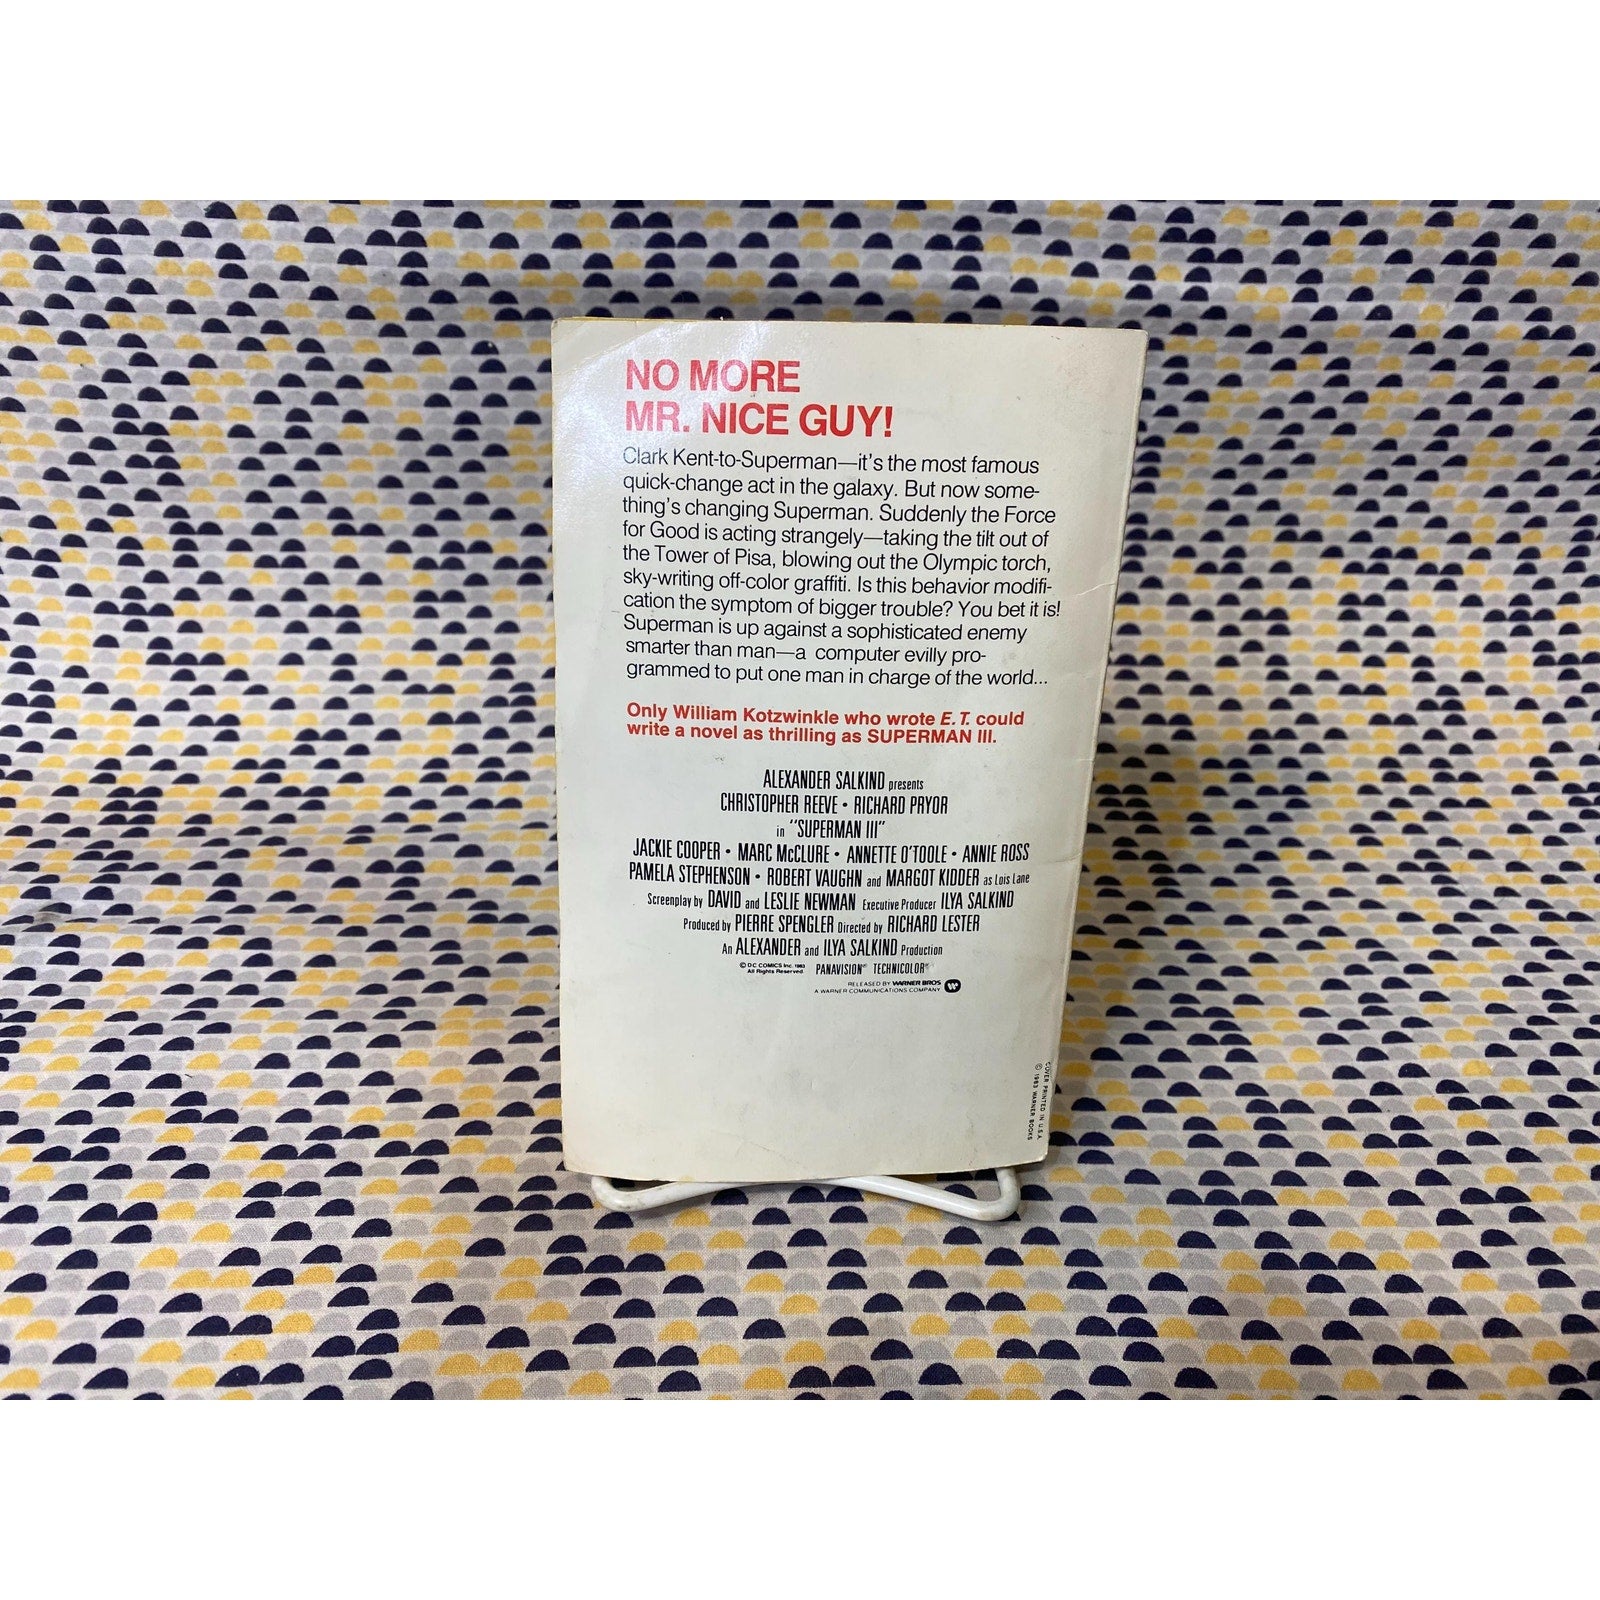 NO MORE
MR. NICE GUY!
Clark Kent-to-Superman—it's the most famous
quick-change act in the galaxy. But now some-
thing's changing Superman. Suddenly the Force
for Good is acting strangely—taking the tilt out of
the Tower of Pisa, blowing out the Olympic torch,
sky-writing off-color graffiti. Is this behavior modifi-
cation the symptom of bigger trouble? You bet it is!
Superman is up against a sophisticated enemy
smarter than man—a computer evilly pro-
grammed to put one man in charge of the world...
Only William Kotzwinkle who wrote E.T. could
write a novel as thrilling as SUPERMAN III.
ALEXANDER SALKIND presents
CHRISTOPHER REEVE • RICHARD PRYOR
in "SUPERMAN III"
JACKIE COOPER • MARC McCLURE • ANNETTE O'TOOLE • ANNIE ROSS
PAMELA STEPHENSON • ROBERT VAUGHN and MARGOT KIDDER as Lois Lane
Screenplay by DAVID and LESLIE NEWMAN Executive Producer ILYA SALKIND
Produced by PIERRE SPENGLER Directed by RICHARD LESTER
An ALEXANDER and ILYA SALKIND Production
© DC COMICS Inc. 1983
All Rights Reserved
PANAVISION® TECHNICOLOR®
RELEASED BY WARNER BROS
A WARNER COMMUNICATIONS COMPANY
COVER PRINTED IN U.S.A.
© 1983 WARNER BOOKS